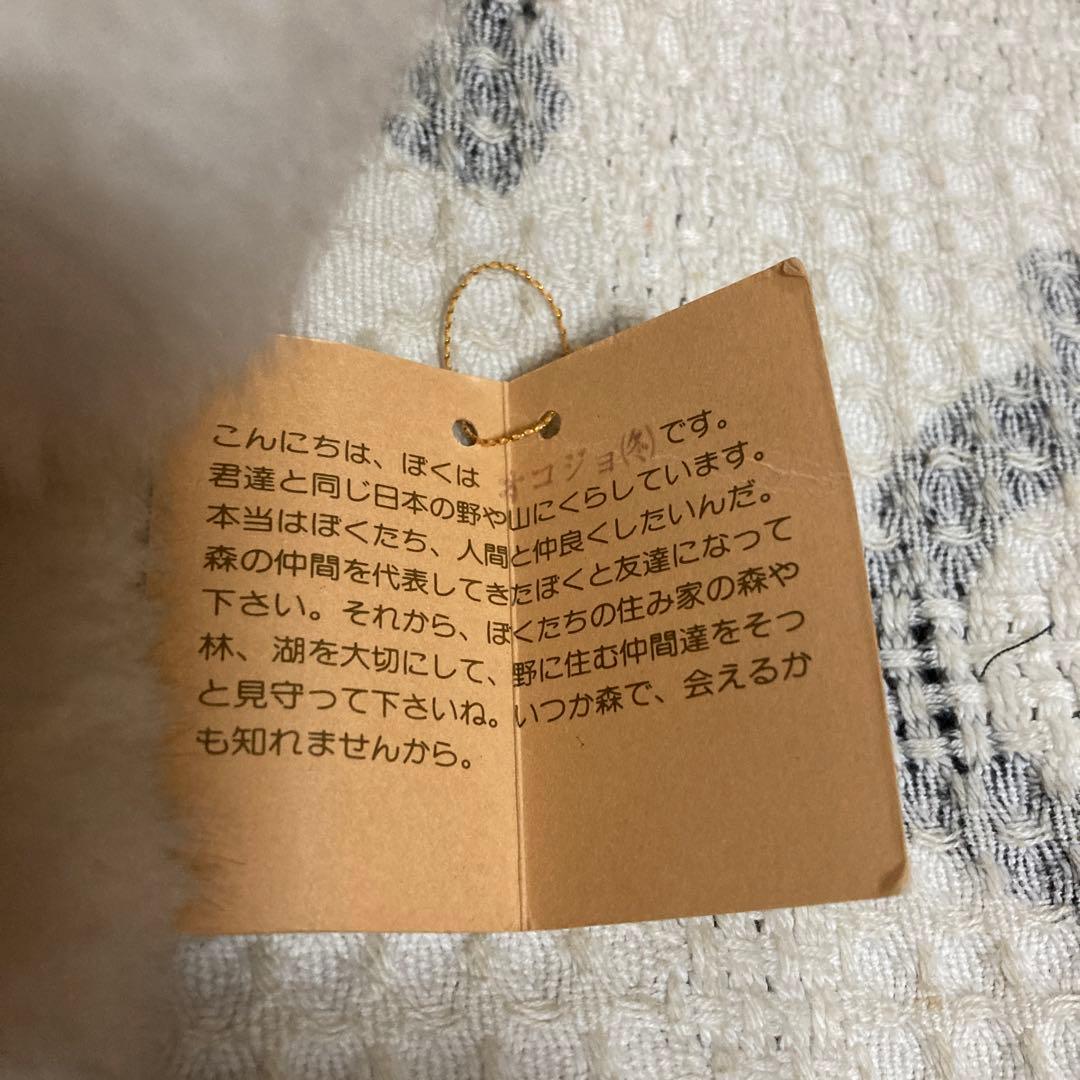 こんにちは、ぼくは オコジョ(冬)です。
君達と同じ日本の野や山にくらしています。
本当はぼくたち、人間と仲良くしたいんだ。
森の仲間を代表してきたぼくと友達になって
下さい。それから、ぼくたちの住み家の森や
林、湖を大切にして、野に住む仲間達をそっ
と見守って下さいね。いつか森で、会えるか
も知れませんから。